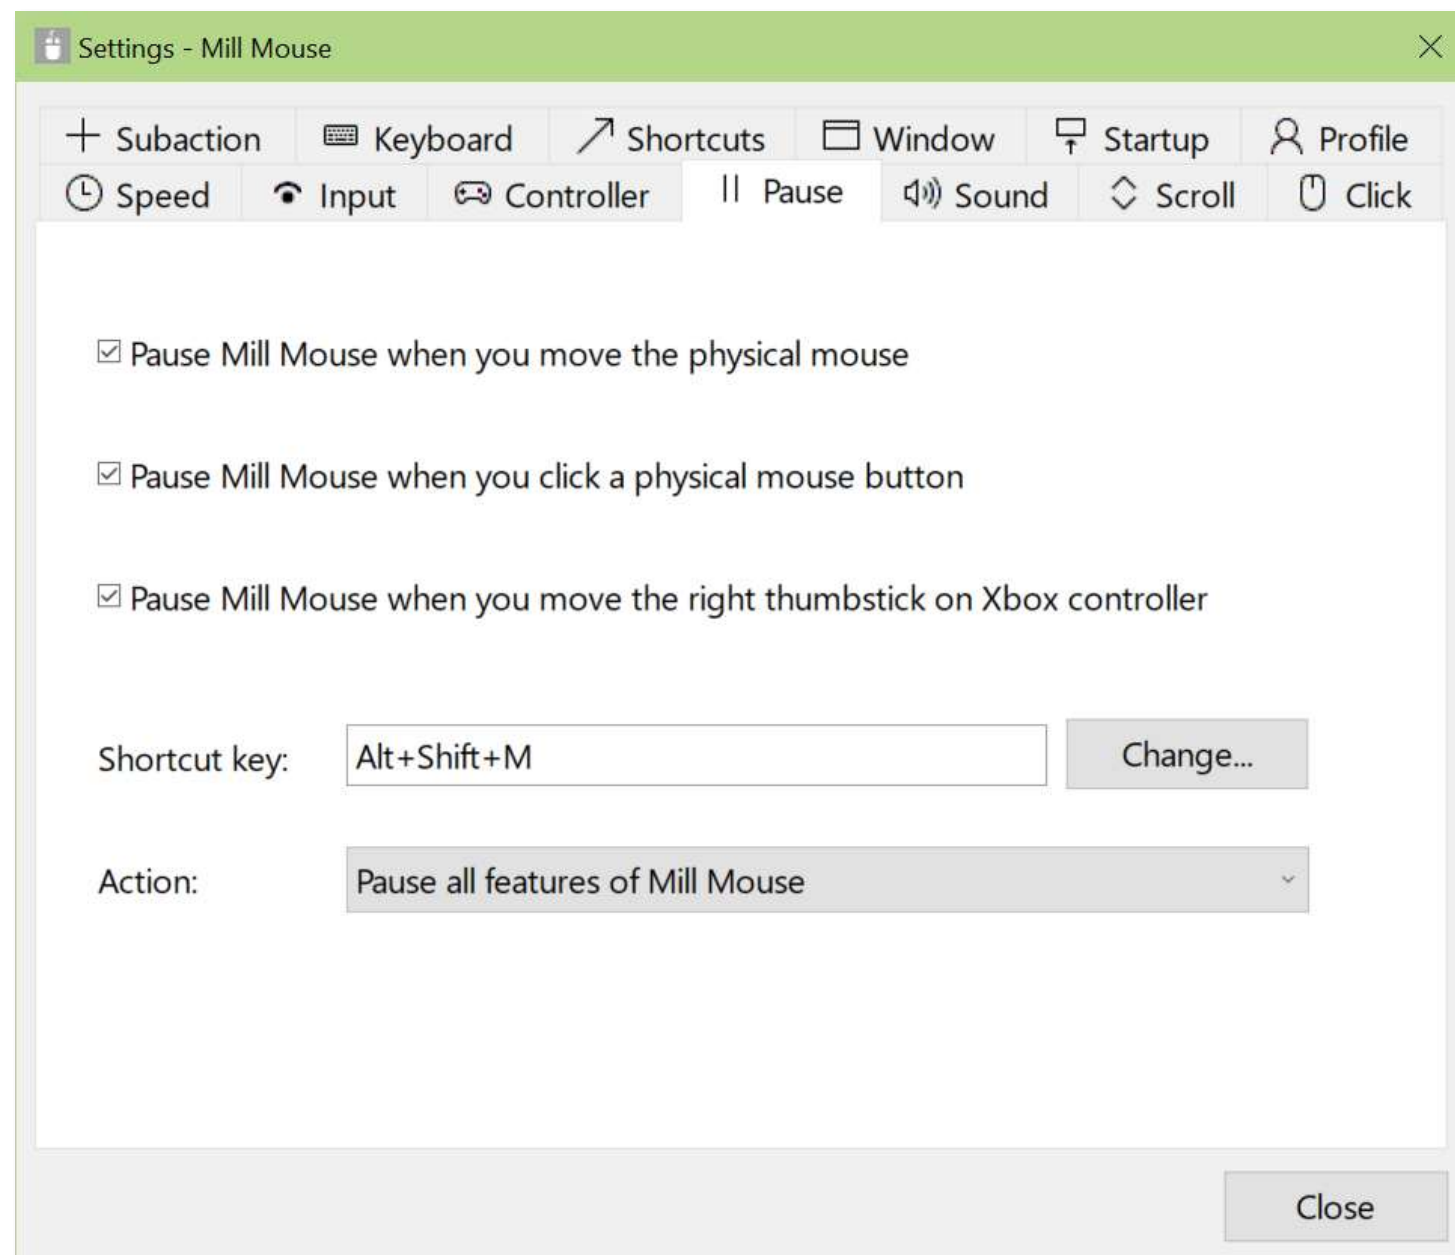 Settings - Mill Mouse
Subaction Keyboard Shortcuts Window Startup Profile
Speed Input Controller Pause Sound Scroll Click
Pause Mill Mouse when you move the physical mouse
Pause Mill Mouse when you click a physical mouse button
Pause Mill Mouse when you move the right thumbstick on Xbox controller
Shortcut key: Alt+Shift+M Change...
Action: Pause all features of Mill Mouse
Close